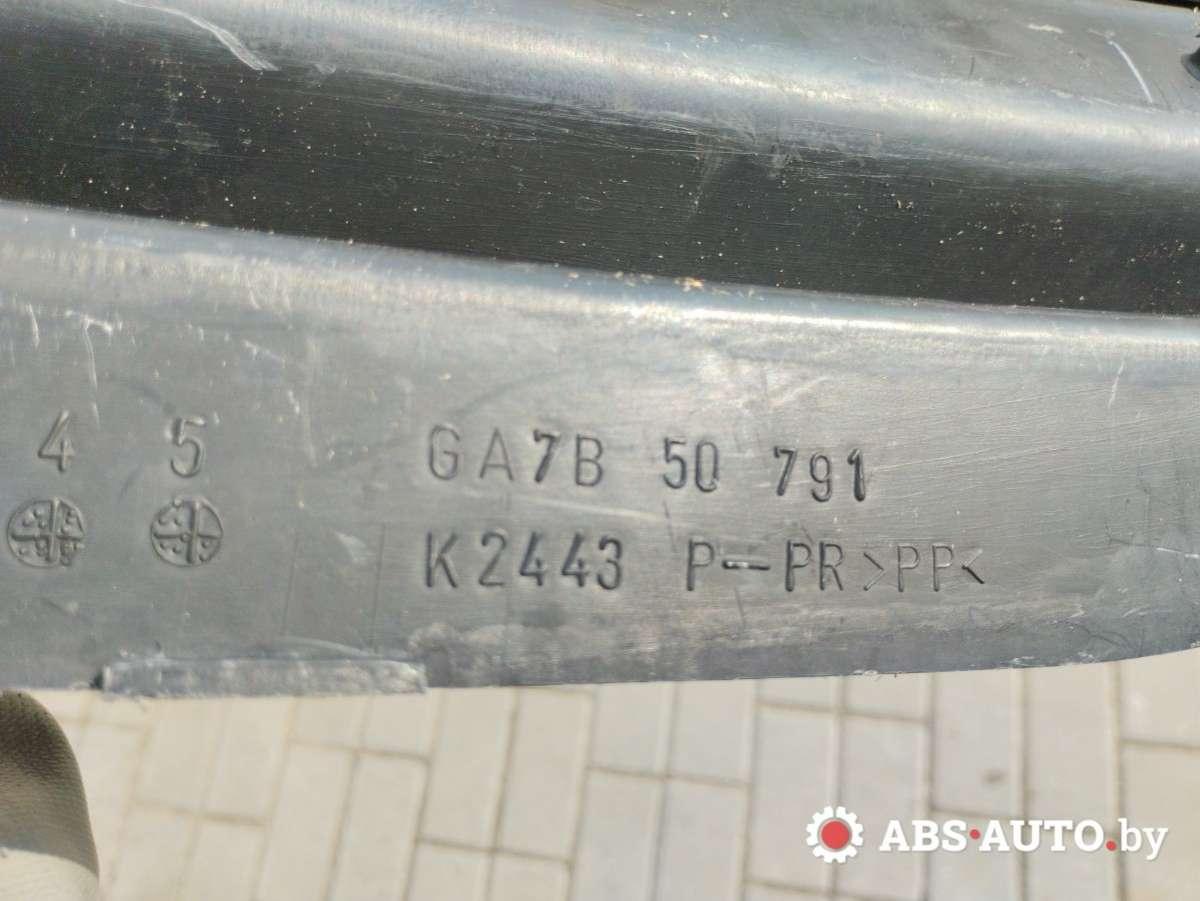 4 5 GA7B 50 791
K2443 P-PR >PP<
ABS-AUTO.by